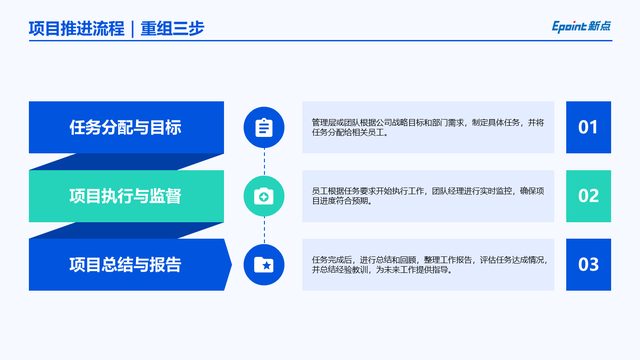 项目推进流程｜重组三步
Epoint新点
任务分配与目标
管理层或团队根据公司战略目标和部门需求，制定具体任务，并将
任务分配给相关员工。
01
项目执行与监督
员工根据任务要求开始执行工作，团队经理进行实时监控，确保项
目进度符合预期。
02
项目总结与报告
任务完成后，进行总结和回顾，整理工作报告，评估任务达成情况，
并总结经验教训，为未来工作提供指导。
03